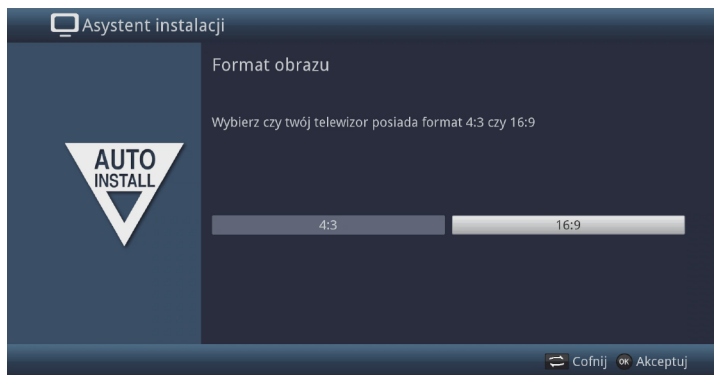 Asystent instalacji
Format obrazu
Wybierz czy twój telewizor posiada format 4:3 czy 16:9
AUTO
INSTALL
4:3 16:9
Cofnij OK Akceptuj